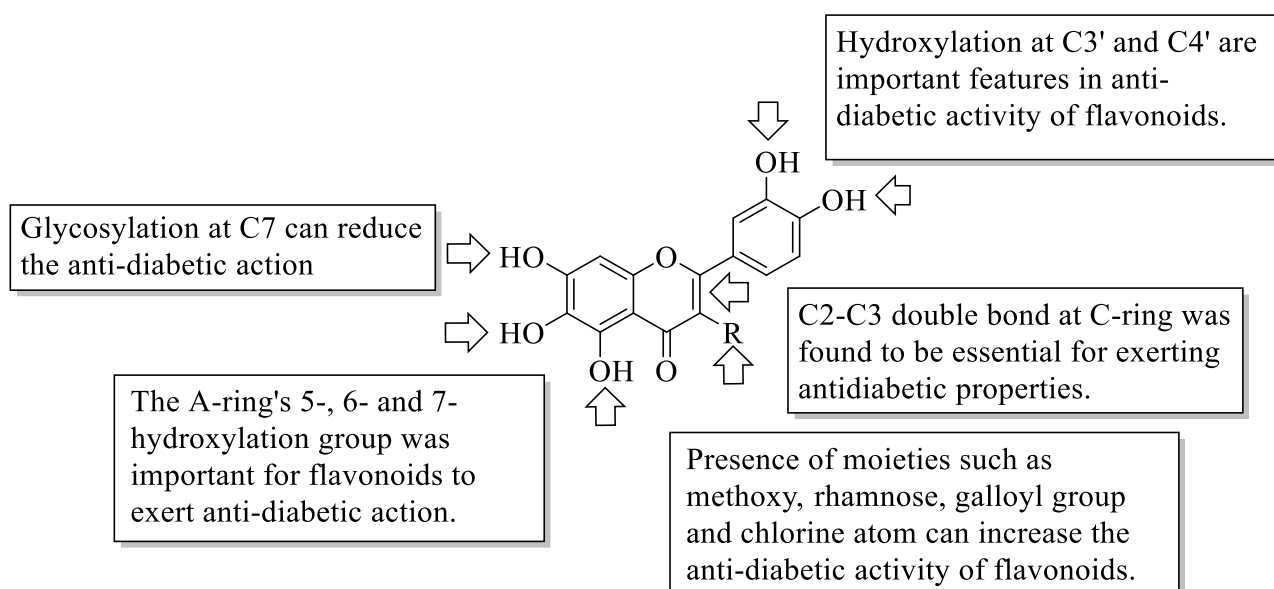 Hydroxylation at C3' and C4' are
important features in anti-
diabetic activity of flavonoids.
OH
OH
Glycosylation at C7 can reduce
the anti-diabetic action
HO
O
HO
R
OH
O
C2-C3 double bond at C-ring was
found to be essential for exerting
antidiabetic properties.
The A-ring's 5-, 6- and 7-
hydroxylation group was
important for flavonoids to
exert anti-diabetic action.
Presence of moieties such as
methoxy, rhamnose, galloyl group
and chlorine atom can increase the
anti-diabetic activity of flavonoids.